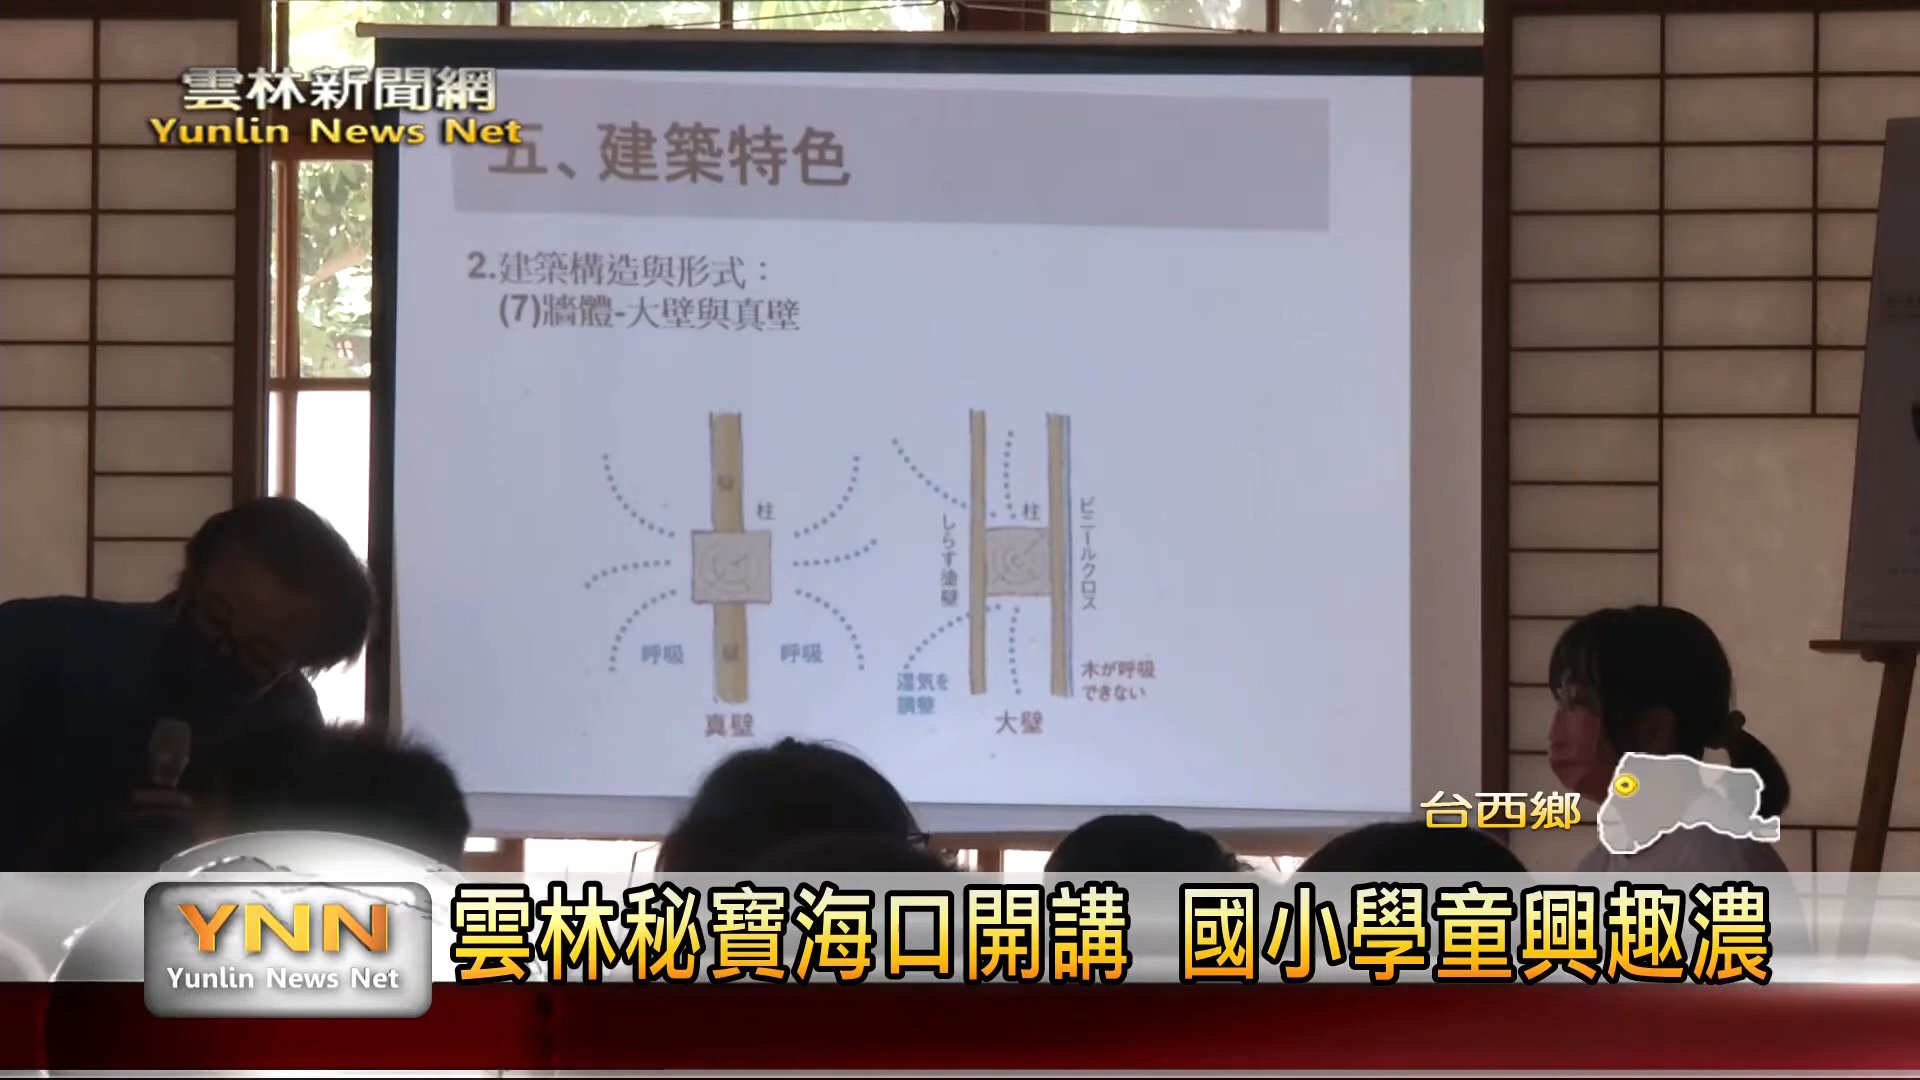 雲林新聞網
Yunlin News Net
五、建築特色
2.建築構造與形式：
(7)牆體-大壁與真壁
壁
柱
呼吸
壁
呼吸
真壁
柱
しらす塗壁
ビニールクロス
湿気を
調整
木が呼吸
できない
大壁
台西鄉
YNN
Yunlin News Net
雲林秘寶海口開講 國小學童興趣濃